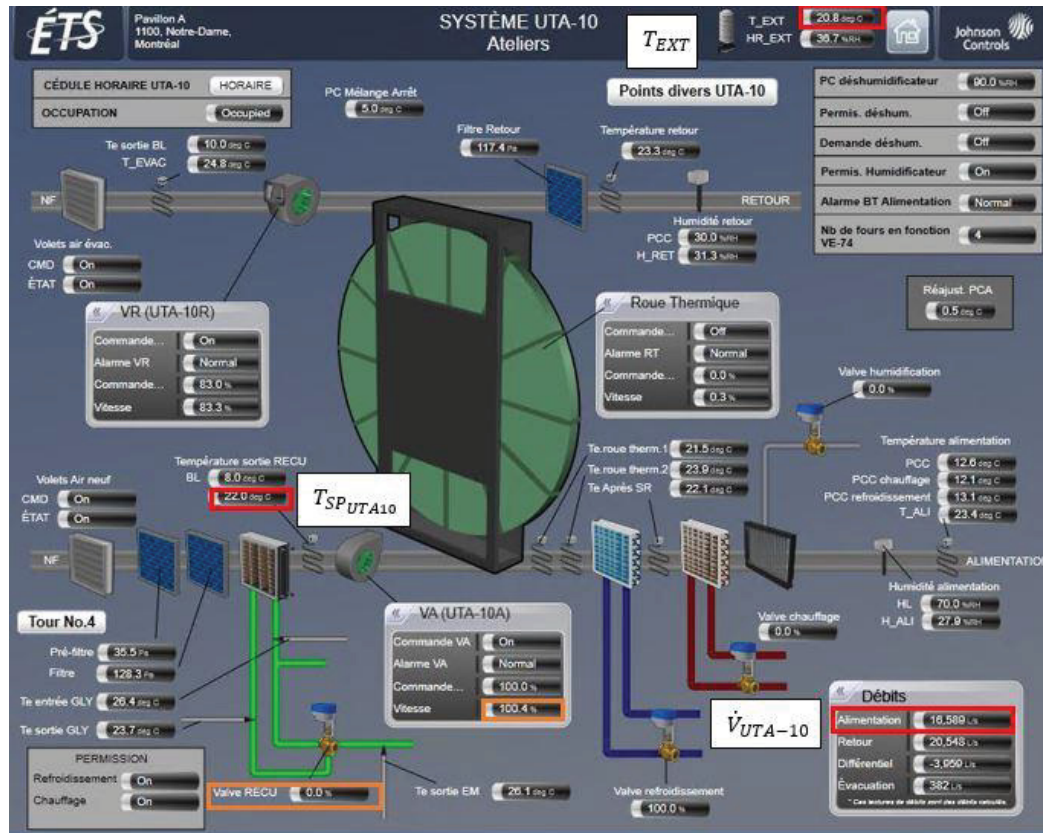 ÉTS
Pavillon A
1100, Notre-Dame,
Montréal
SYSTÈME UTA-10
Ateliers
T_EXT
T_EXT 20.8 deg C
HR_EXT 36.7 %RH
Johnson
Controls
CÉDULE HORAIRE UTA-10 HORAIRE
OCCUPATION Occupied
PC Mélange Arrêt
5.0 deg C
Points divers UTA-10
PC déshumidificateur 90.0 %RH
Permis. déshum. Off
Demande déshum. Off
Permis. Humidificateur On
Alarme BT Alimentation Normal
Nb de fours en fonction
VE-74
4
Te sortie BL 10.0 deg C
T_EVAC 24.8 deg C
Filtre Retour
117.4 Pa
Température retour
23.3 deg C
NF
RETOUR
Volets air évac.
CMD On
ÉTAT On
Humidité retour
PCC 30.0 %RH
H_RET 31.3 %RH
Réajust. PCA
0.5 deg C
VR (UTA-10R)
Commande... On
Alarme VR Normal
Commande... 83.0 %
Vitesse 83.3 %
Roue Thermique
Commande... Off
Alarme RT Normal
Commande... 0.0 %
Vitesse 0.3 %
Valve humidification
0.0 %
Température sortie RECU
BL 8.0 deg C
22.0 deg C
T_SP_UTA10
Te.roue therm.1 21.5 deg C
Te.roue therm.2 23.9 deg C
Te Après SR 22.1 deg C
Température alimentation
PCC 12.6 deg C
PCC chauffage 12.1 deg C
PCC refroidissement 13.1 deg C
T_ALI 23.4 deg C
Volets Air neuf
CMD On
ÉTAT On
NF
ALIMENTATION
Humidité alimentation
HL 70.0 %RH
H_ALI 27.9 %RH
Tour No.4
Pré-filtre 35.5 Pa
Filtre 128.3 Pa
Te entrée GLY 26.4 deg C
Te sortie GLY 23.7 deg C
VA (UTA-10A)
Commande VA On
Alarme VA Normal
Commande... 100.0 %
Vitesse 100.4 %
Valve chauffage
0.0 %
V̇_UTA−10
Débits
Alimentation 16,589 L/s
Retour 20,548 L/s
Différentiel -3,959 L/s
Évacuation 382 L/s
* Ces lectures de débits sont des débits calculés.
PERMISSION
Refroidissement On
Chauffage On
Valve RECU 0.0 %
Te sortie EM 26.1 deg C
Valve refroidissement
100.0 %